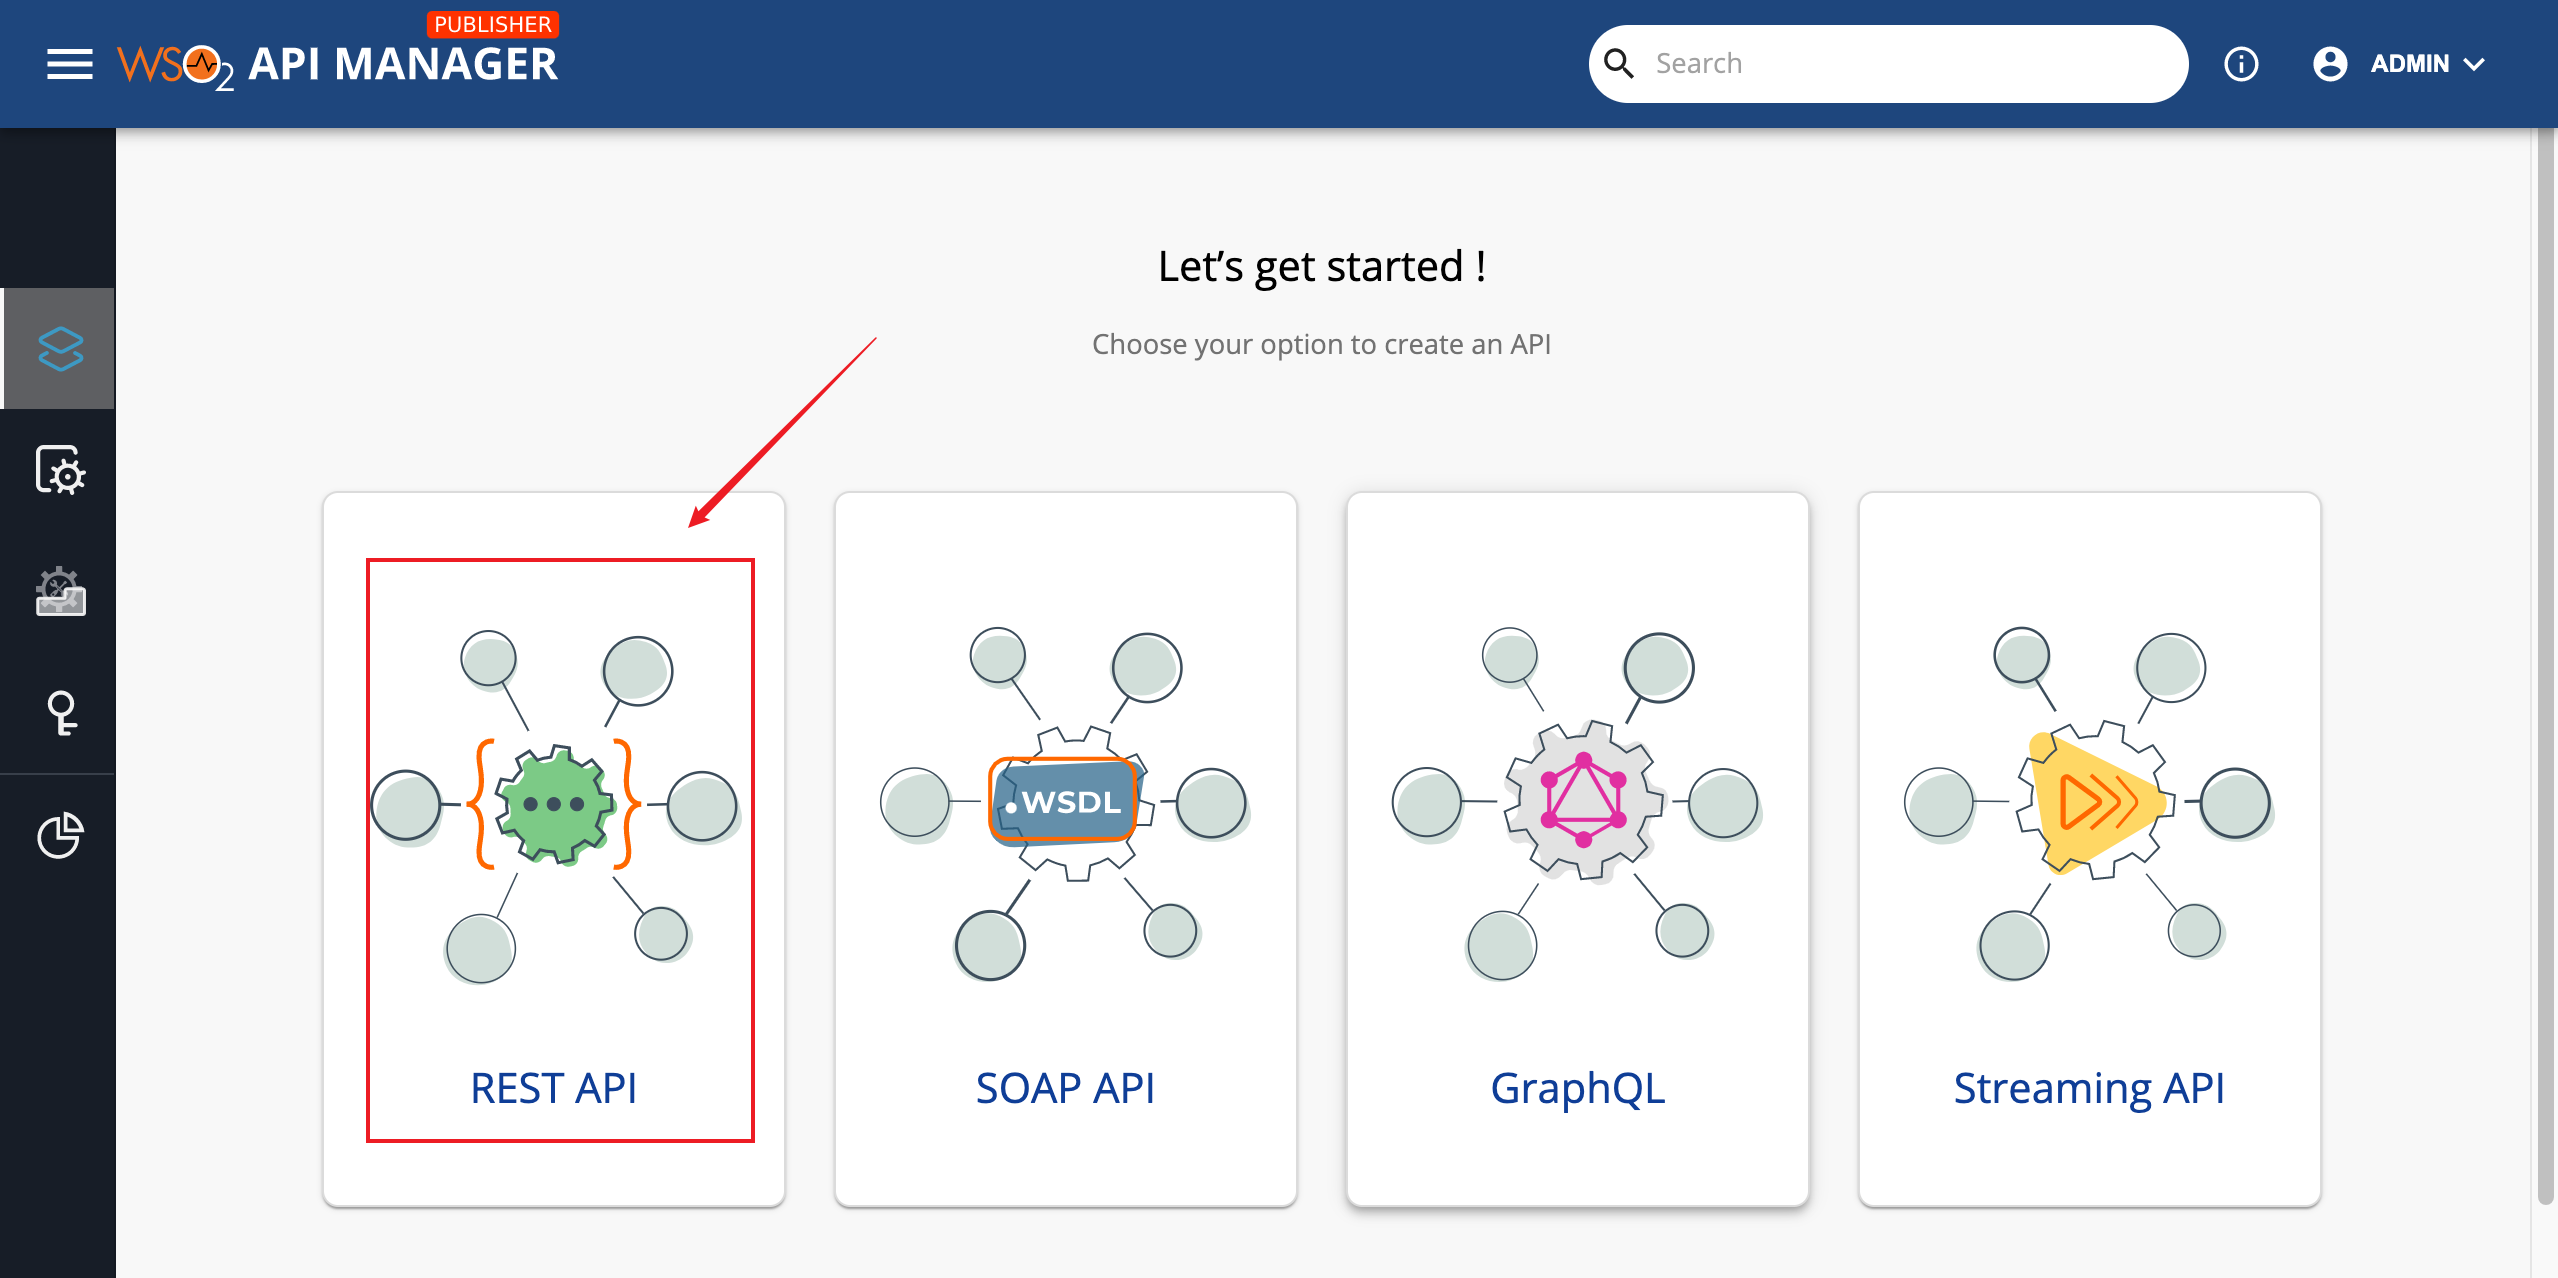 PUBLISHER
WSO2 API MANAGER
Search
ADMIN
Let’s get started !
Choose your option to create an API
.WSDL
REST API
SOAP API
GraphQL
Streaming API